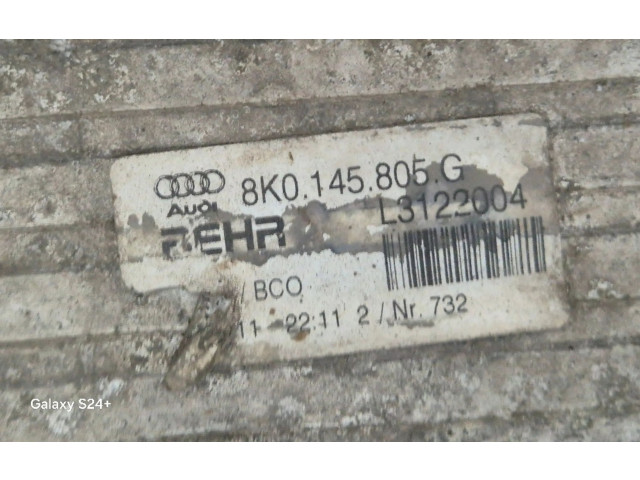 8K0.145.805.G
Audi
L3122004
BEHR
/ BCO
11 22:11 2 / Nr. 732
Galaxy S24+